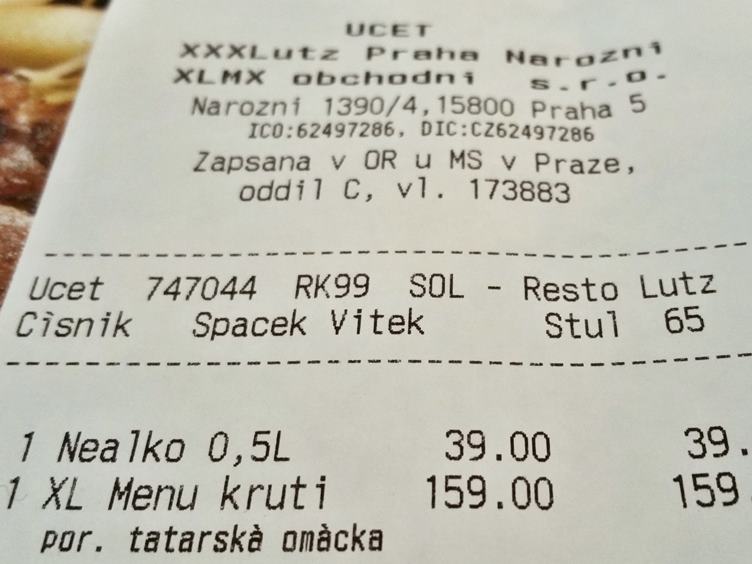 UCET
XXXLutz Praha Narozni
XLMX obchodni s.r.o.
Narozni 1390/4,15800 Praha 5
ICO:62497286, DIC:CZ62497286
Zapsana v OR u MS v Praze,
oddil C, vl. 173883
Ucet 747044 RK99 SOL - Resto Lutz
Cìsnik Spacek Vitek Stul 65
1 Nealko 0,5L 39.00 39.
1 XL Menu kruti 159.00 159
por. tatarskà omàcka